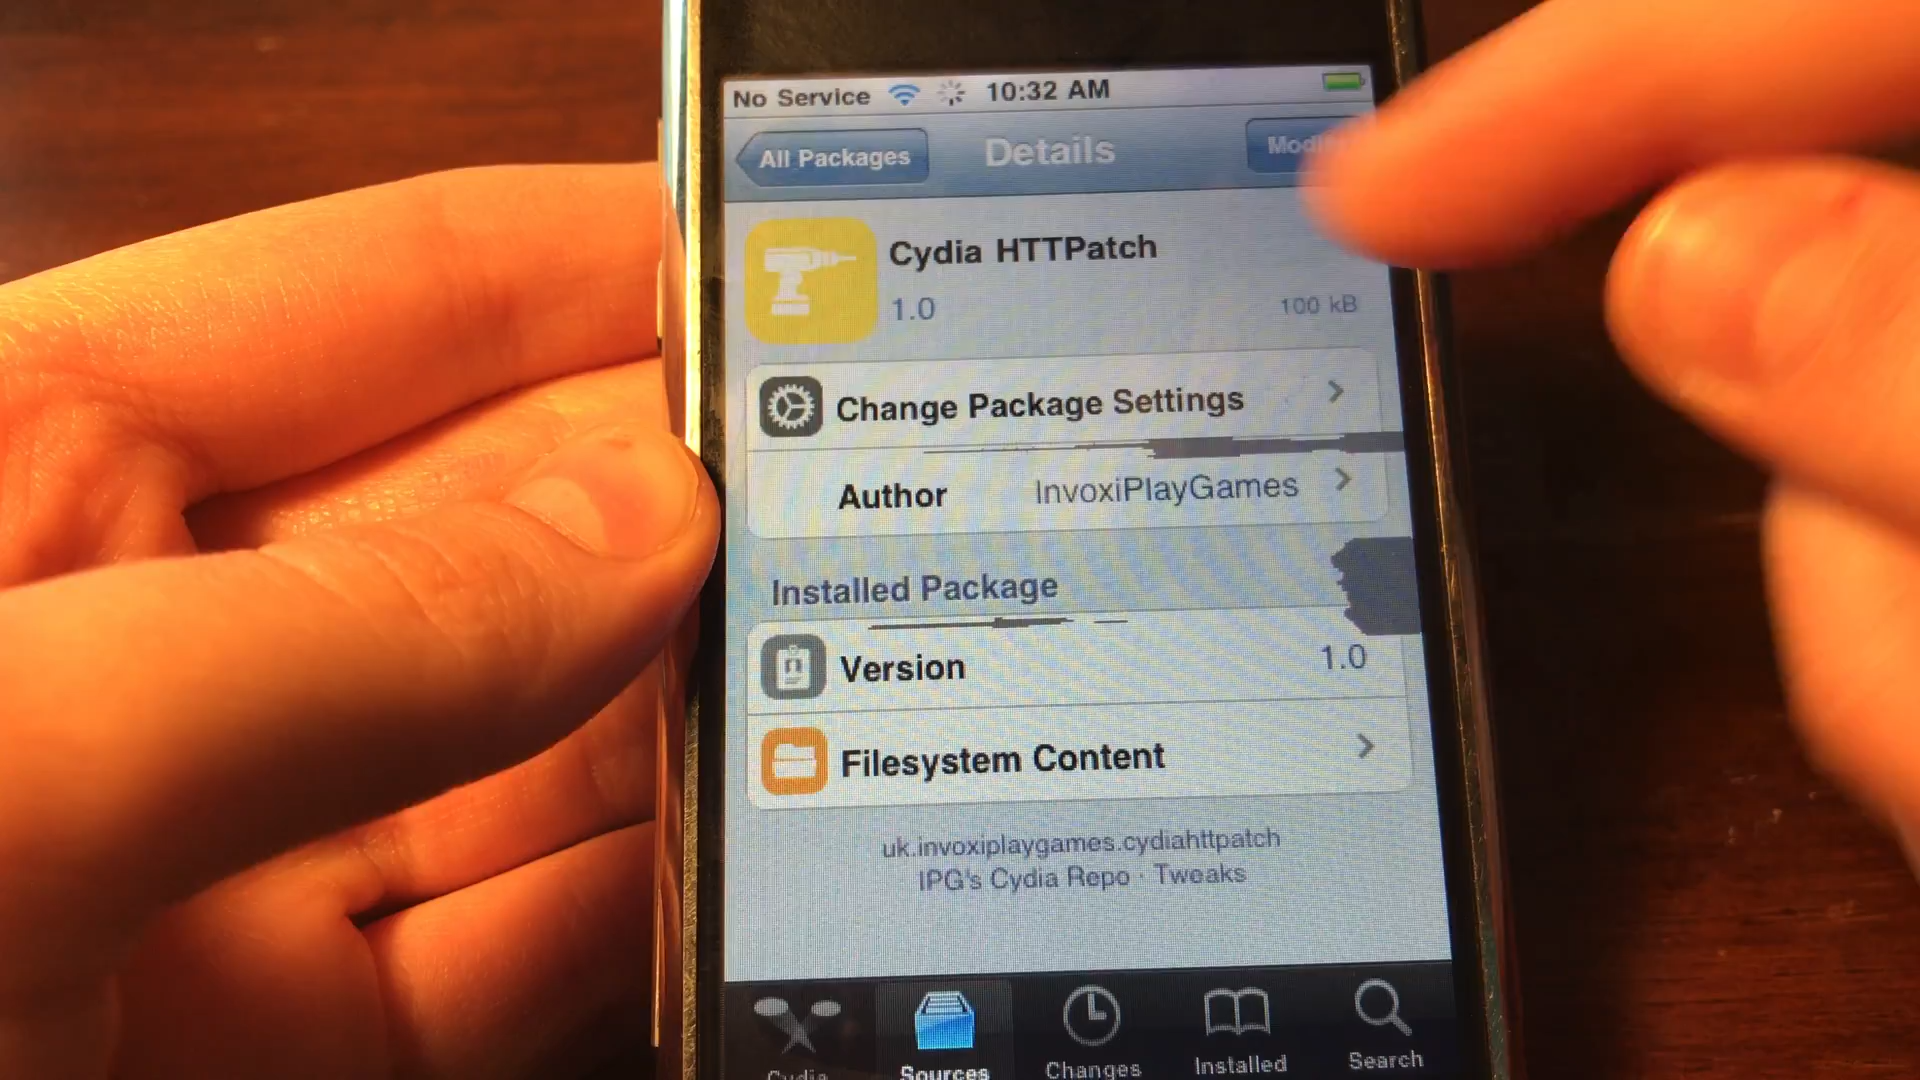 No Service 10:32 AM
All Packages Details
Cydia HTTPatch
1.0 100 kB
Change Package Settings
Author InvoxiPlayGames
Installed Package
Version 1.0
Filesystem Content
uk.invoxiplaygames.cydiahttpatch
IPG's Cydia Repo · Tweaks
Cydia Sources Changes Installed Search